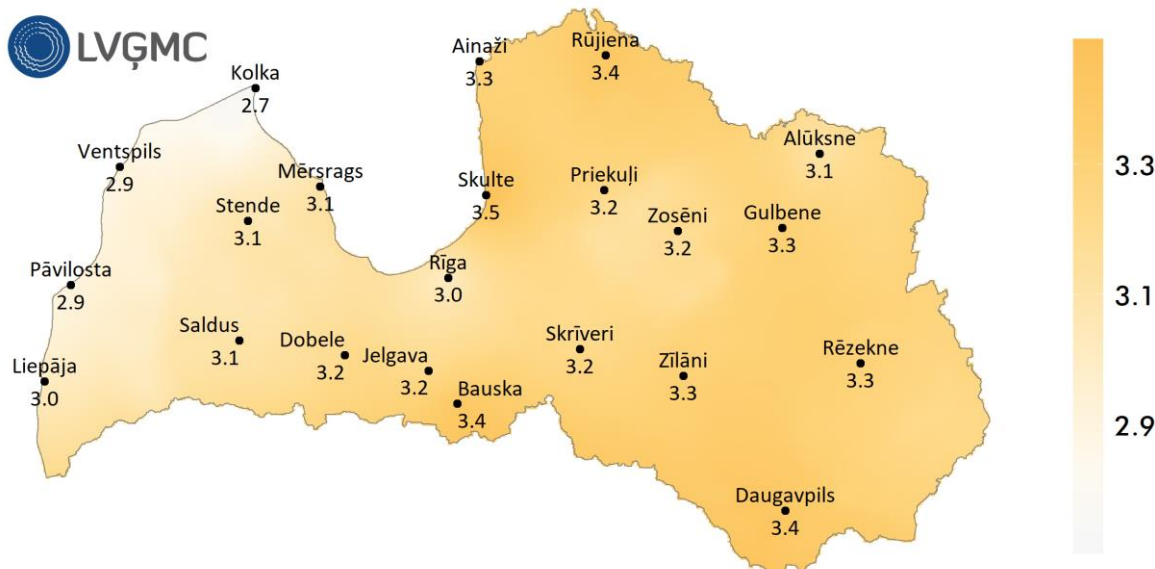 LVĢMC
Ainaži
3.3
Rūjiena
3.4
Kolka
2.7
Alūksne
3.1
Ventspils
2.9
Mērsrags
3.1
Skulte
3.5
Priekuļi
3.2
Stende
3.1
Zosēni
3.2
Gulbene
3.3
Rīga
3.0
Pāvilosta
2.9
Saldus
3.1
Dobele
3.2
Jelgava
3.2
Skrīveri
3.2
Zīlāni
3.3
Rēzekne
3.3
Liepāja
3.0
Bauska
3.4
Daugavpils
3.4
3.3
3.1
2.9